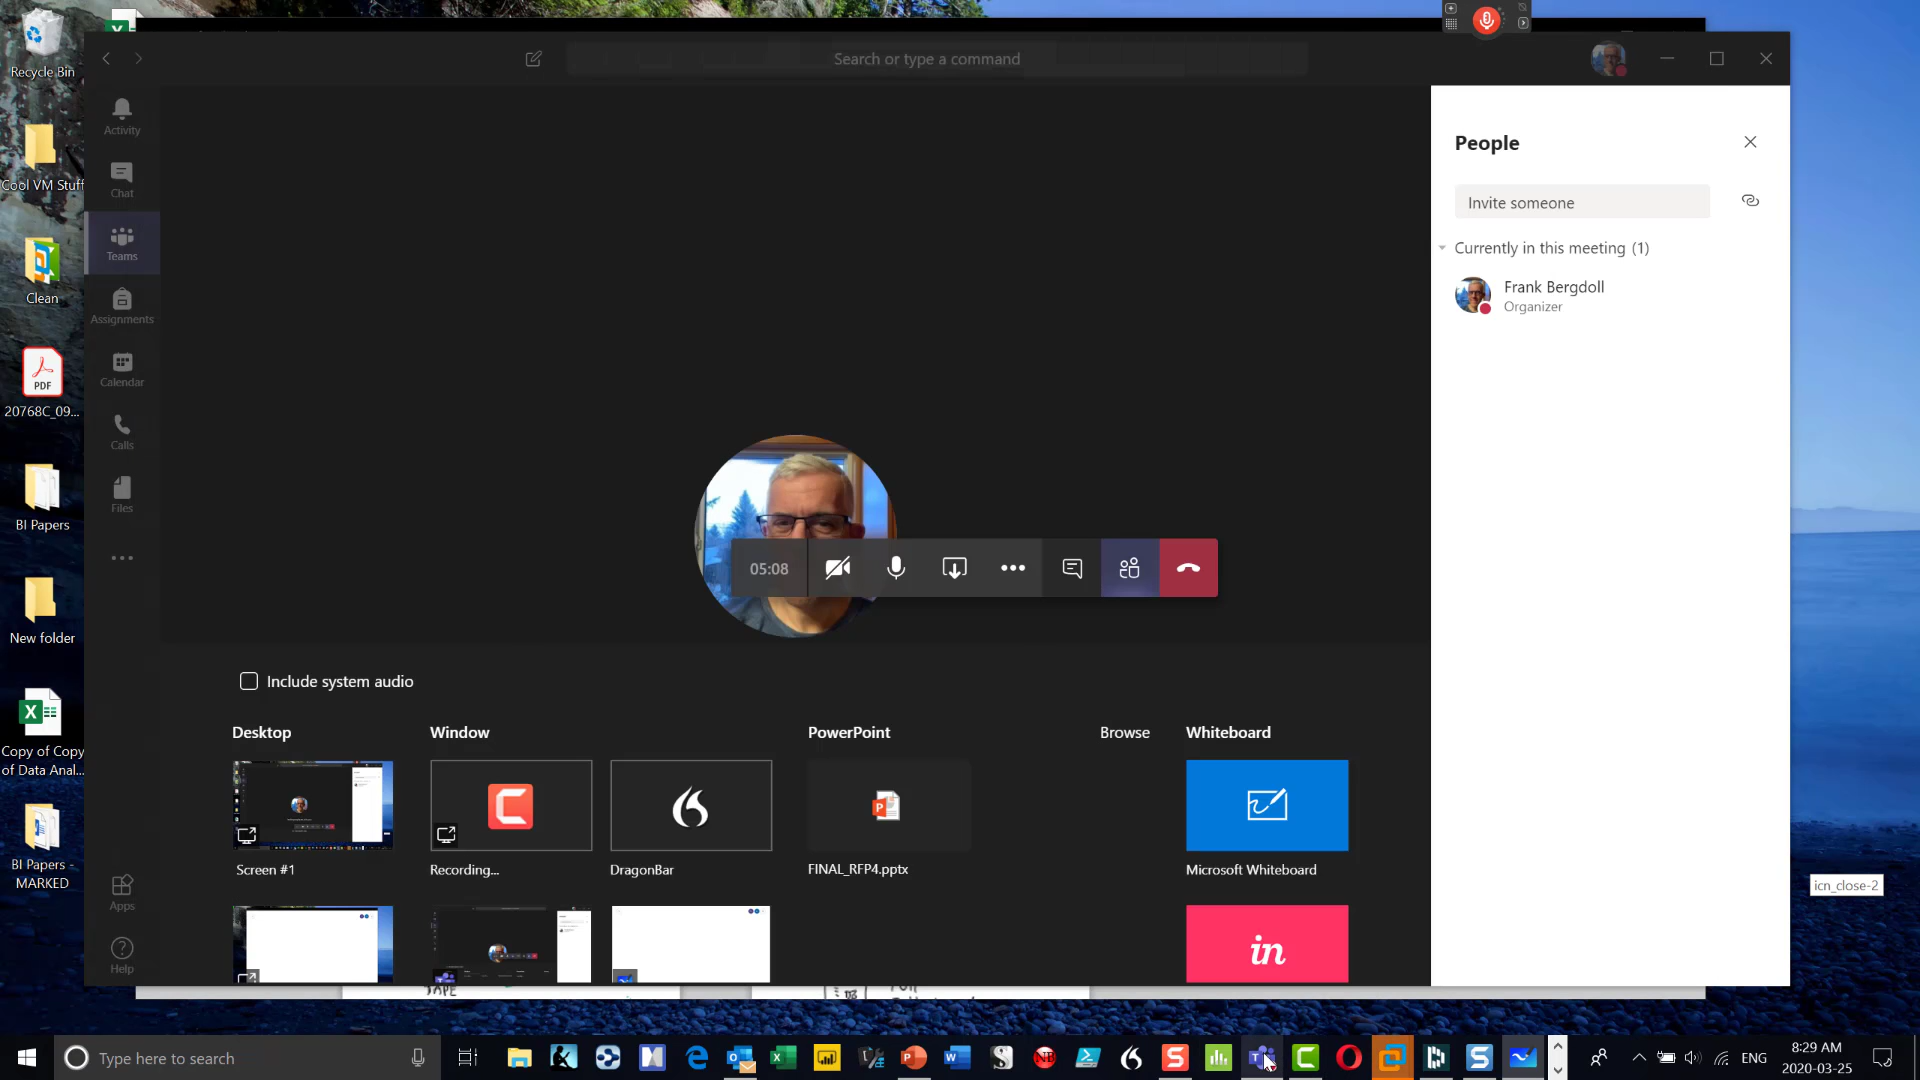 Recycle Bin
Cool VM Stuff
Clean
PDF
20768C_09...
BI Papers
New folder
Copy of Copy
of Data Anal...
BI Papers -
MARKED
Search or type a command
Activity
Chat
Teams
Assignments
Calendar
Calls
Files
Apps
Help
05:08
Include system audio
Desktop
Window
PowerPoint
Browse
Whiteboard
Screen #1
Recording...
DragonBar
FINAL_RFP4.pptx
Microsoft Whiteboard
in
People
Invite someone
Currently in this meeting (1)
Frank Bergdoll
Organizer
icn_close-2
Type here to search
ENG
8:29 AM
2020-03-25